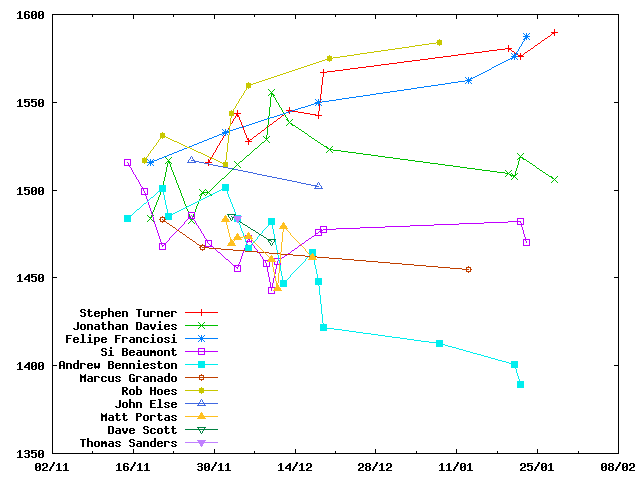 1600
1550
1500
1450
1400
1350
Stephen Turner
Jonathan Davies
Felipe Franciosi
Si Beaumont
Andrew Bennieston
Marcus Granado
Rob Hoes
John Else
Matt Portas
Dave Scott
Thomas Sanders
02/11 16/11 30/11 14/12 28/12 11/01 25/01 08/02